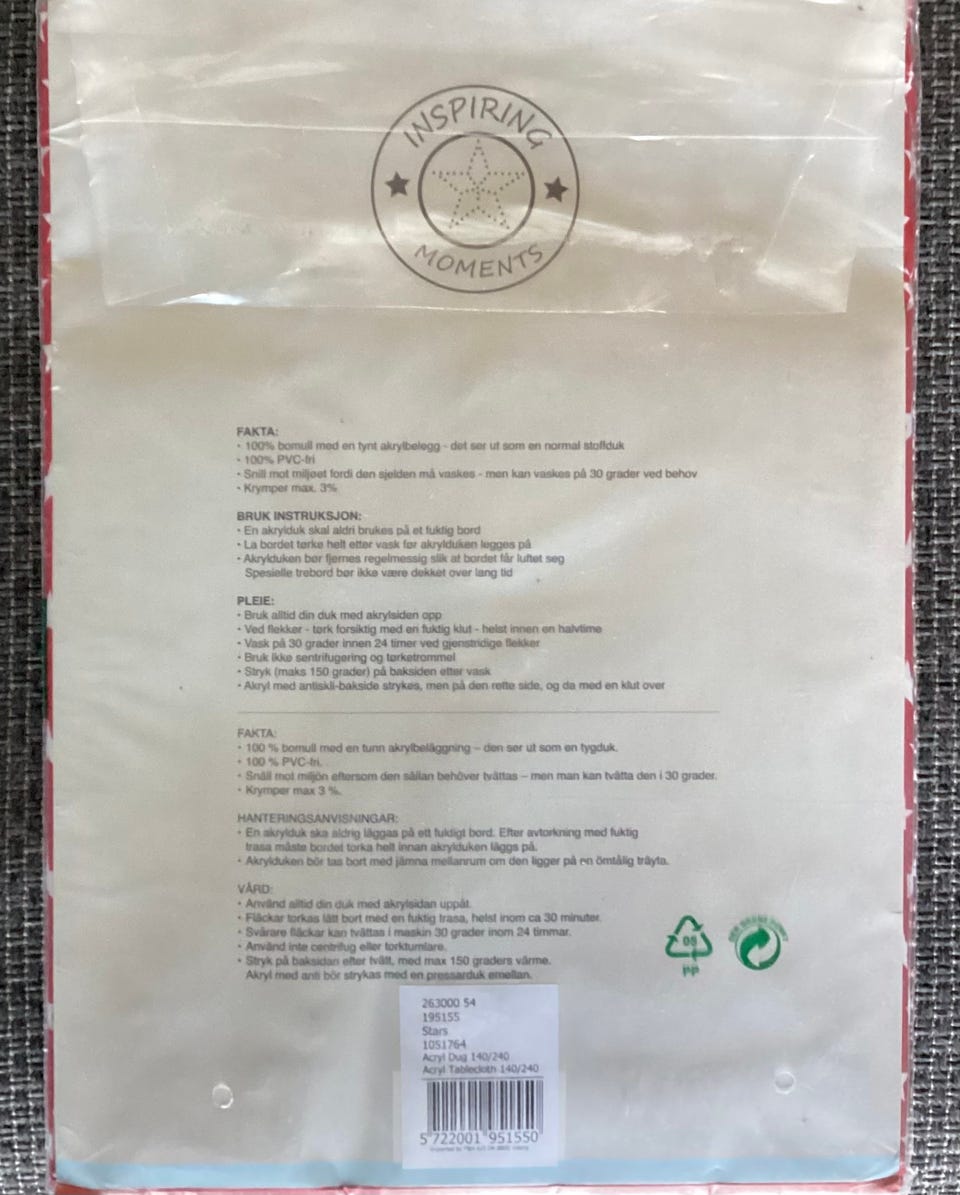 INSPIRING
MOMENTS
FAKTA:
• 100% bomull med en tynt akrylbelegg - det ser ut som en normal stoffduk
• 100% PVC-fri
• Snill mot miljøet fordi den sjelden må vaskes - men kan vaskes på 30 grader ved behov
• Krymper max. 3%
BRUK INSTRUKSJON:
• En akrylduk skal aldri brukes på et fuktig bord
• La bordet tørke helt etter vask før akrylduken legges på
• Akrylduken bør fjernes regelmessig slik at bordet får luftet seg
Spesielle trebord bør ikke være dekket over lang tid
PLEIE:
• Bruk alltid din duk med akrylsiden opp
• Ved flekker - tørk forsiktig med en fuktig klut - helst innen en halvtime
• Vask på 30 grader innen 24 timer ved gjenstridige flekker
• Bruk ikke sentrifugering og tørketrommel
• Stryk (maks 150 grader) på baksiden etter vask
• Akryl med antiskli-bakside strykes, men på den rette side, og da med en klut over
FAKTA:
• 100 % bomull med en tunn akrylbeläggning – den ser ut som en tygduk.
• 100 % PVC-fri.
• Snäll mot miljön eftersom den sällan behöver tvättas – men man kan tvätta den i 30 grader.
• Krymper max 3 %.
HANTERINGSANVISNINGAR:
• En akrylduk ska aldrig läggas på ett fuktigt bord. Efter avtorkning med fuktig
trasa måste bordet torka helt innan akrylduken läggs på.
• Akrylduken bör tas bort med jämna mellanrum om den ligger på en ömtålig träyta.
VÅRD:
• Använd alltid din duk med akrylsidan uppåt.
• Fläckar torkas lätt bort med en fuktig trasa, helst inom ca 30 minuter.
• Svårare fläckar kan tvättas i maskin 30 grader inom 24 timmar.
• Använd inte centrifug eller torktumlare.
• Stryk på baksidan efter tvätt, med max 150 graders värme.
Akryl med anti bör strykas med en pressarduk emellan.
05
PP
263000 54
195155
Stars
1051764
Acryl Dug 140/240
Acryl Tablecloth 140/240
5 722001 951550